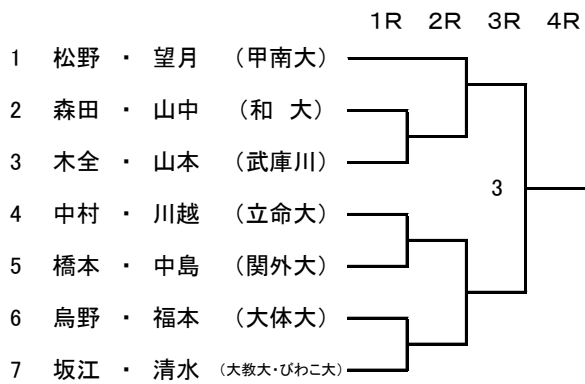 1R 2R 3R 4R
1 松野 ・ 望月 (甲南大)
2 森田 ・ 山中 (和 大)
3 木全 ・ 山本 (武庫川)
3
4 中村 ・ 川越 (立命大)
5 橋本 ・ 中島 (関外大)
6 烏野 ・ 福本 (大体大)
7 坂江 ・ 清水 (大教大・びわこ大)